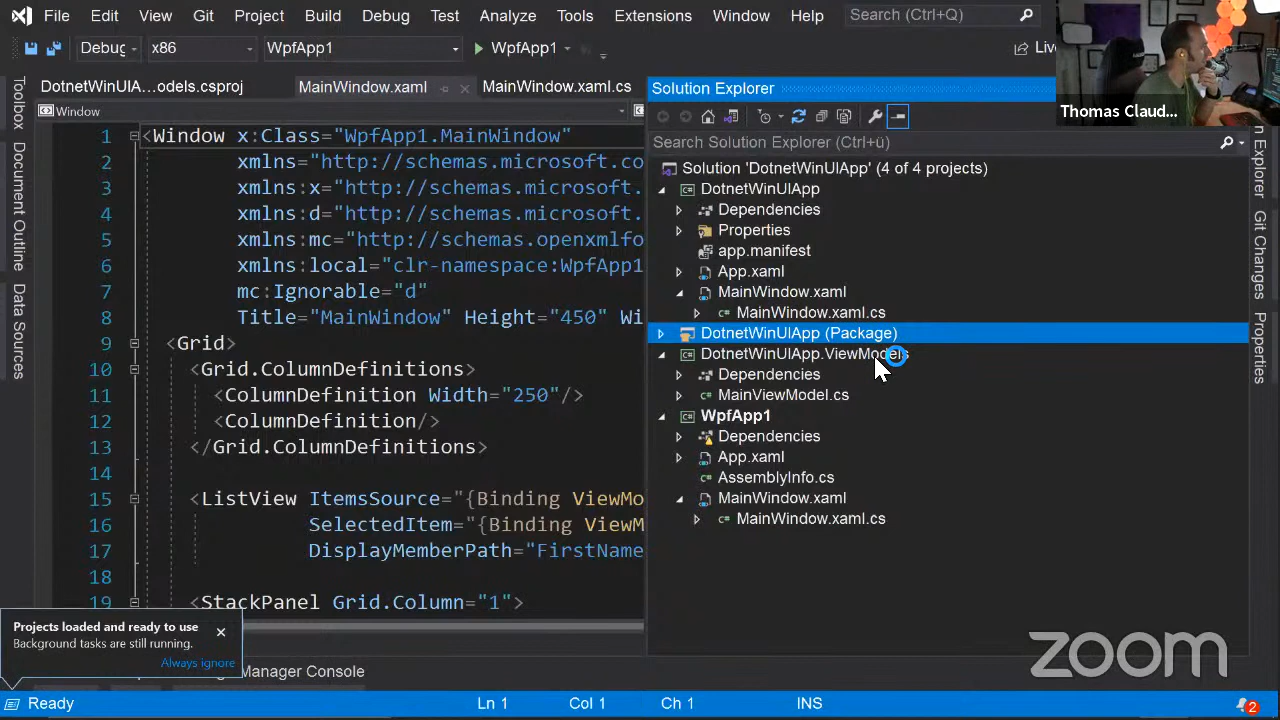 File Edit View Git Project Build Debug Test Analyze Tools Extensions Window Help Search (Ctrl+Q)
Debug x86 WpfApp1 WpfApp1 Live
Thomas Claud...
DotnetWinUIA...odels.csproj MainWindow.xaml MainWindow.xaml.cs
Window
1 <Window x:Class="WpfApp1.MainWindow"
2 xmlns="http://schemas.microsoft.co
3 xmlns:x="http://schemas.microsoft.
4 xmlns:d="http://schemas.microsoft.
5 xmlns:mc="http://schemas.openxmlfo
6 xmlns:local="clr-namespace:WpfApp1
7 mc:Ignorable="d"
8 Title="MainWindow" Height="450" Wi
9 <Grid>
10 <Grid.ColumnDefinitions>
11 <ColumnDefinition Width="250"/>
12 <ColumnDefinition/>
13 </Grid.ColumnDefinitions>
14
15 <ListView ItemsSource="{Binding ViewMo
16 SelectedItem="{Binding ViewM
17 DisplayMemberPath="FirstName
18
19 <StackPanel Grid.Column="1">
Toolbox
Document Outline
Data Sources
Solution Explorer
Search Solution Explorer (Ctrl+ü)
Solution 'DotnetWinUIApp' (4 of 4 projects)
DotnetWinUIApp
Dependencies
Properties
app.manifest
App.xaml
MainWindow.xaml
MainWindow.xaml.cs
DotnetWinUIApp (Package)
DotnetWinUIApp.ViewModels
Dependencies
MainViewModel.cs
WpfApp1
Dependencies
App.xaml
AssemblyInfo.cs
MainWindow.xaml
MainWindow.xaml.cs
Explorer
Git Changes
Properties
Projects loaded and ready to use
Background tasks are still running.
Always ignore
Manager Console
zoom
Ready Ln 1 Col 1 Ch 1 INS 2